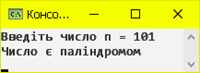 Консо...
Введіть число n = 101
Число є паліндромом